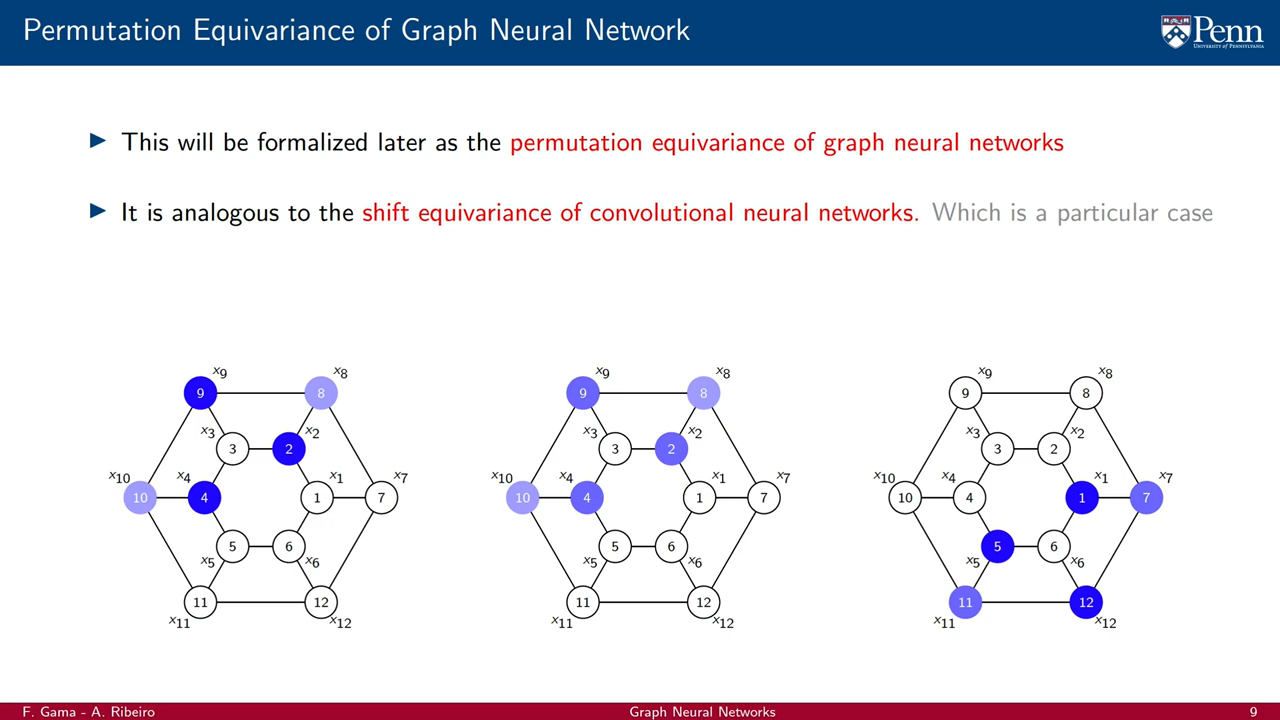 Permutation Equivariance of Graph Neural Network
Penn
UNIVERSITY of PENNSYLVANIA
This will be formalized later as the permutation equivariance of graph neural networks
It is analogous to the shift equivariance of convolutional neural networks. Which is a particular case
x9 x8
9 8
x3 x2
3 2
x10 x4 x1 x7
10 4 1 7
5 6
x5 x6
11 12
x11 x12
x9 x8
9 8
x3 x2
3 2
x10 x4 x1 x7
10 4 1 7
5 6
x5 x6
11 12
x11 x12
x9 x8
9 8
x3 x2
3 2
x10 x4 x1 x7
10 4 1 7
5 6
x5 x6
11 12
x11 x12
F. Gama - A. Ribeiro
Graph Neural Networks
9